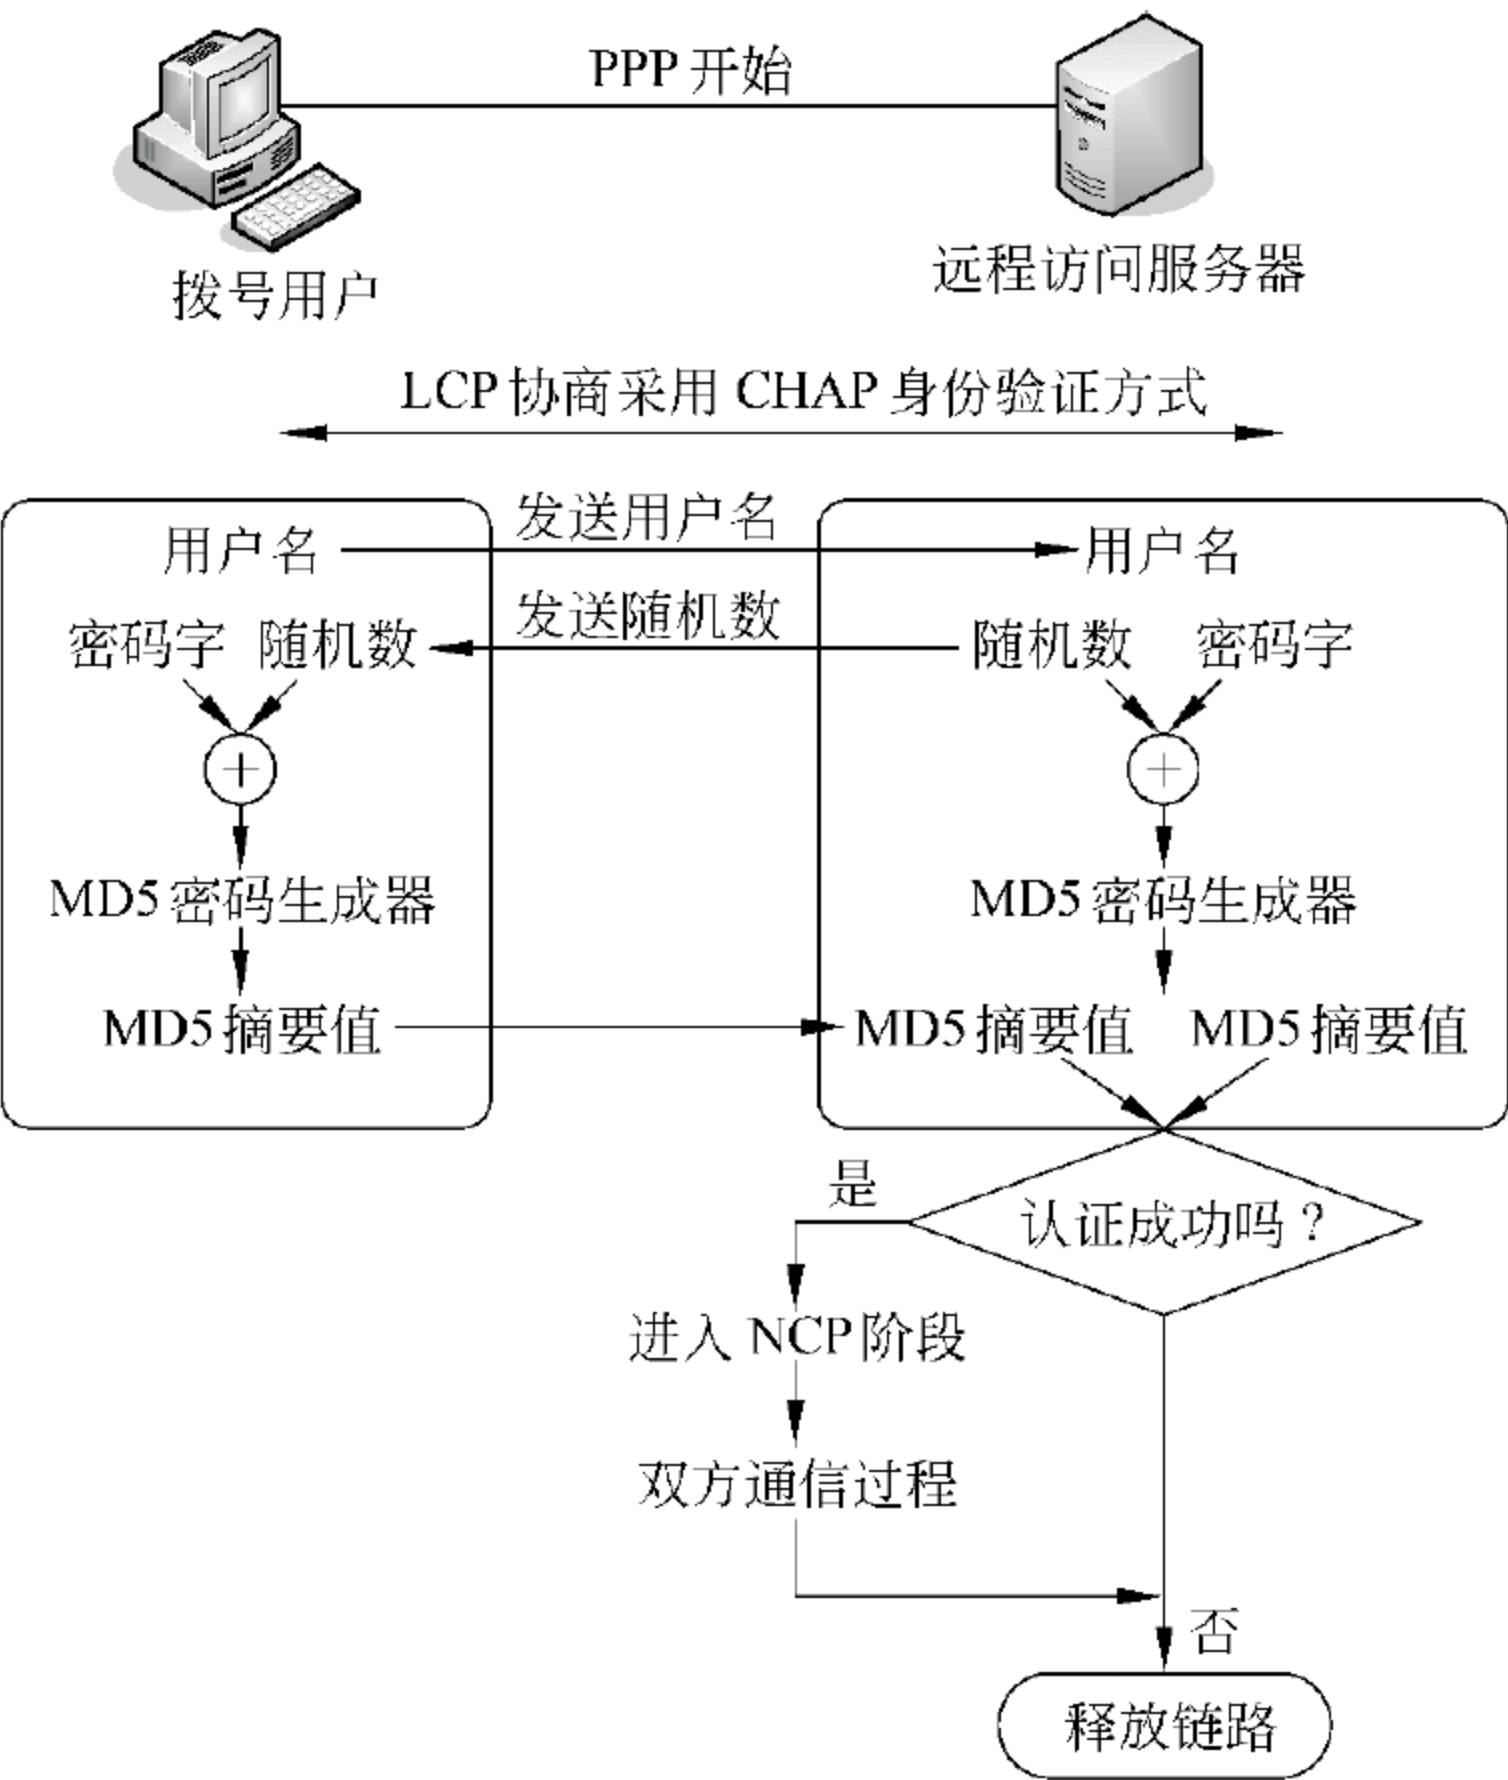 PPP 开始
拨号用户
远程访问服务器
LCP 协商采用 CHAP 身份验证方式
用户名
发送用户名
用户名
密码字 随机数
发送随机数
随机数 密码字
MD5 密码生成器
MD5 密码生成器
MD5 摘要值
MD5 摘要值
MD5 摘要值
是
认证成功吗？
进入 NCP 阶段
双方通信过程
否
释放链路